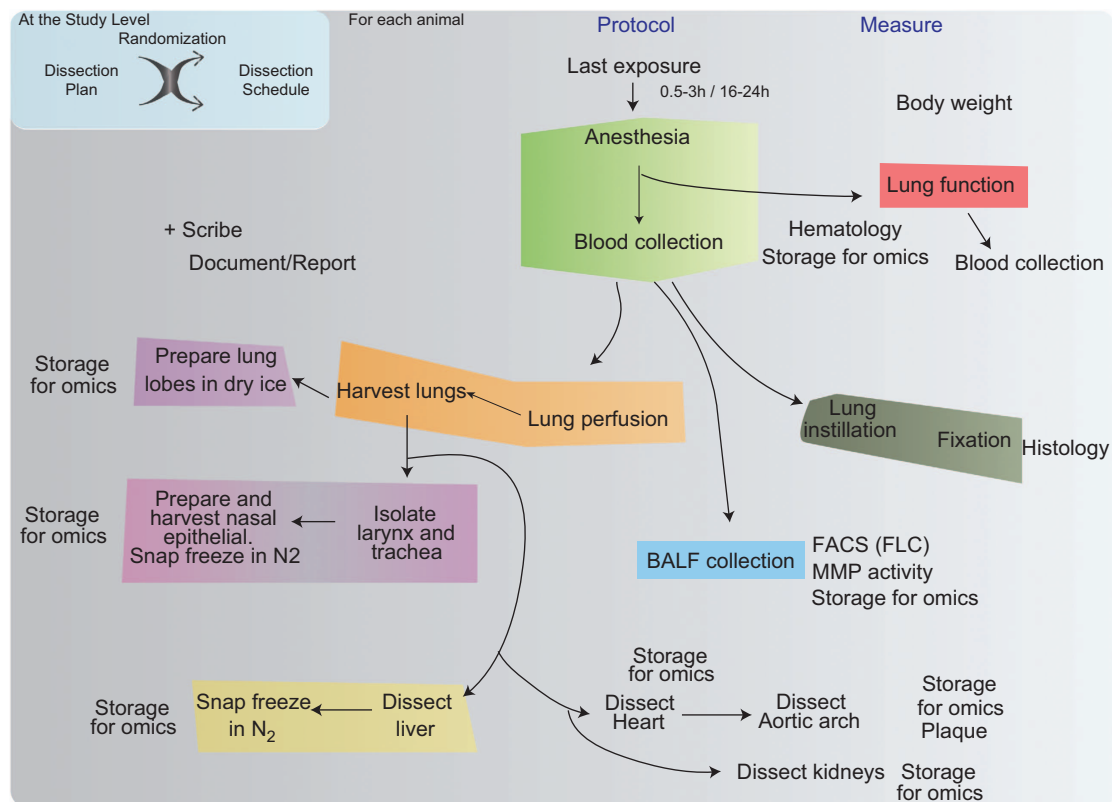 At the Study Level
Randomization
Dissection
Plan
Dissection
Schedule
For each animal
Protocol
Measure
Last exposure
0.5-3h / 16-24h
Body weight
Anesthesia
Lung function
Blood collection
Hematology
Storage for omics
Blood collection
+ Scribe
Document/Report
Storage
for omics
Prepare lung
lobes in dry ice
Harvest lungs
Lung perfusion
Lung
instillation
Fixation
Histology
Storage
for omics
Prepare and
harvest nasal
epithelial.
Snap freeze in N2
Isolate
larynx and
trachea
BALF collection
FACS (FLC)
MMP activity
Storage for omics
Storage
for omics
Snap freeze
in N2
Dissect
liver
Storage
for omics
Dissect
Heart
Dissect
Aortic arch
Storage
for omics
Plaque
Dissect kidneys
Storage
for omics